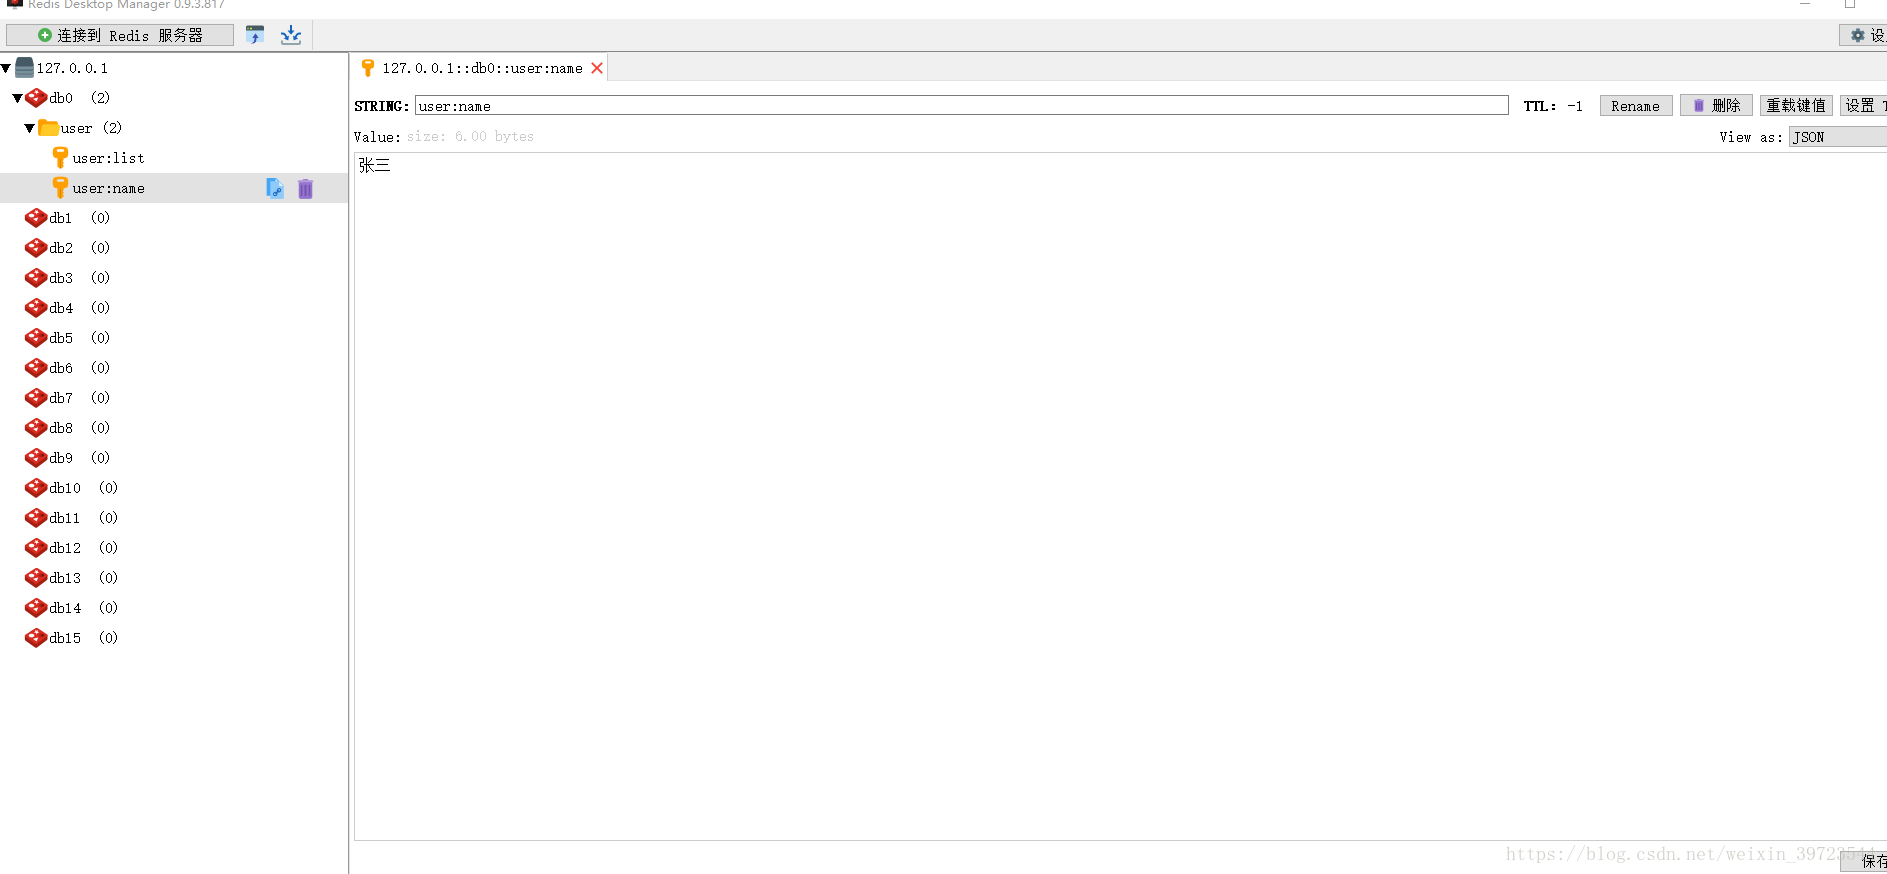 Redis Desktop Manager 0.9.3.817
连接到 Redis 服务器
设
127.0.0.1
db0 (2)
user (2)
user:list
user:name
db1 (0)
db2 (0)
db3 (0)
db4 (0)
db5 (0)
db6 (0)
db7 (0)
db8 (0)
db9 (0)
db10 (0)
db11 (0)
db12 (0)
db13 (0)
db14 (0)
db15 (0)
127.0.0.1::db0::user:name
STRING: user:name TTL: -1 Rename 删除 重载键值 设置 T
Value: size: 6.00 bytes View as: JSON
张三
https://blog.csdn.net/weixin_39723544
保存